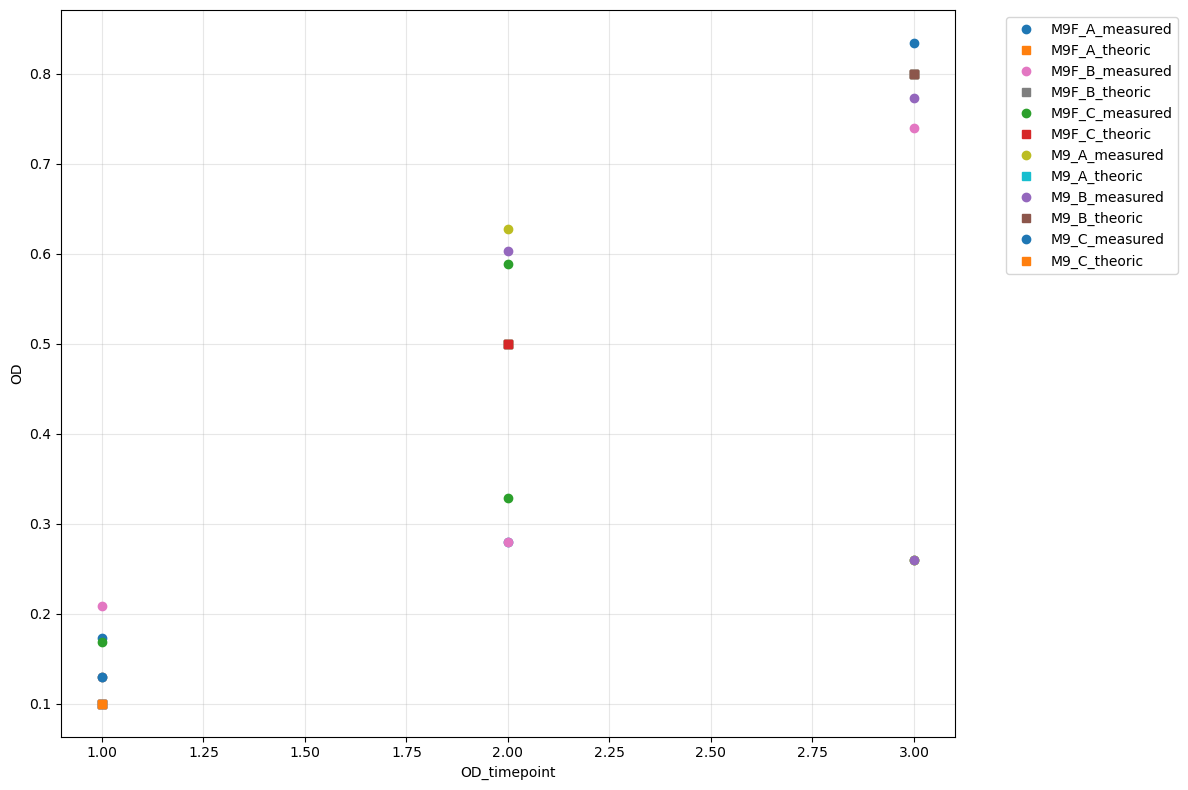 0.8
0.7
0.6
0.5
0.4
0.3
0.2
0.1
OD
1.00 1.25 1.50 1.75 2.00 2.25 2.50 2.75 3.00
OD_timepoint
M9F_A_measured
M9F_A_theoric
M9F_B_measured
M9F_B_theoric
M9F_C_measured
M9F_C_theoric
M9_A_measured
M9_A_theoric
M9_B_measured
M9_B_theoric
M9_C_measured
M9_C_theoric